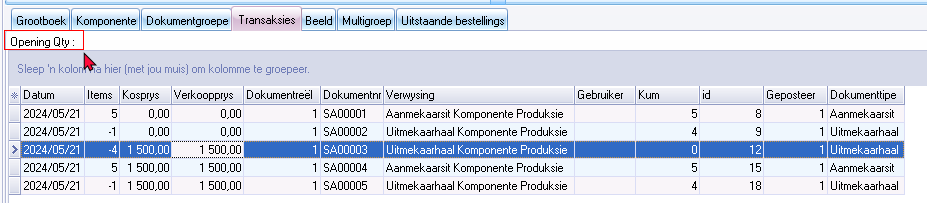 Grootboek Komponente Dokumentgroepe Transaksies Beeld Multigroep Uitstaande bestellings
Opening Qty :
Sleep 'n kolom na hier (met jou muis) om kolomme te groepeer.
Datum Items Kosprys Verkoopprys Dokumentreel Dokumentnr Verwysing Gebruiker Kum id Geposteer Dokumenttipe
2024/05/21 5 0,00 0,00 1 SA00001 Aanmekaarsit Komponente Produksie 5 8 1 Aanmekaarsit
2024/05/21 -1 0,00 0,00 1 SA00002 Uitmekaarhaal Komponente Produksie 4 9 1 Uitmekaarhaal
2024/05/21 -4 1 500,00 1 500,00 1 SA00003 Uitmekaarhaal Komponente Produksie 0 12 1 Uitmekaarhaal
2024/05/21 5 1 500,00 1 500,00 1 SA00004 Aanmekaarsit Komponente Produksie 5 15 1 Aanmekaarsit
2024/05/21 -1 1 500,00 1 500,00 1 SA00005 Uitmekaarhaal Komponente Produksie 4 18 1 Uitmekaarhaal